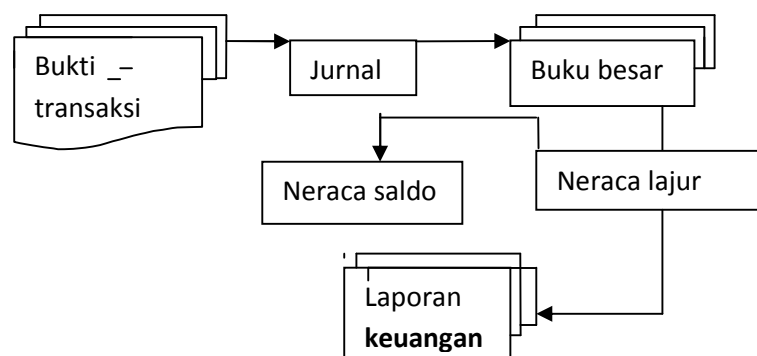 Bukti _–
transaksi
Jurnal
Buku besar
Neraca saldo
Neraca lajur
Laporan
keuangan